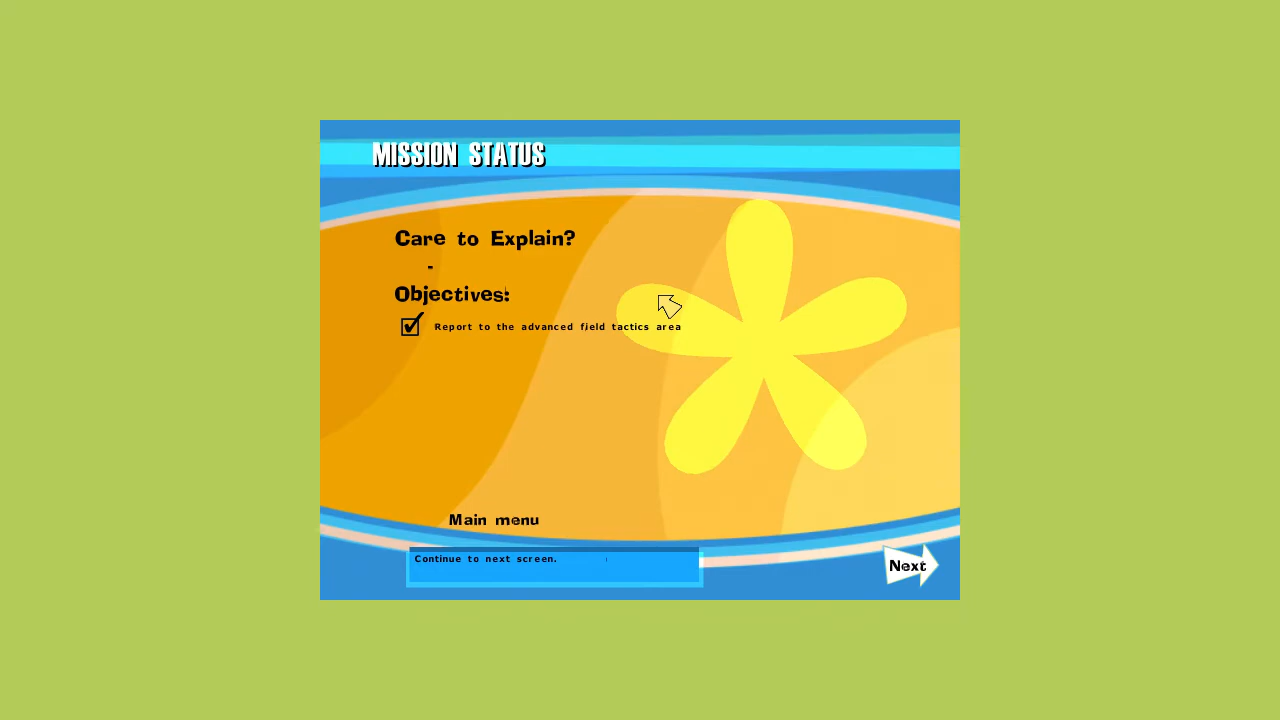 MISSION STATUS
Care to Explain?
-
Objectives:
Report to the advanced field tactics area
Main menu
Continue to next screen.
Next